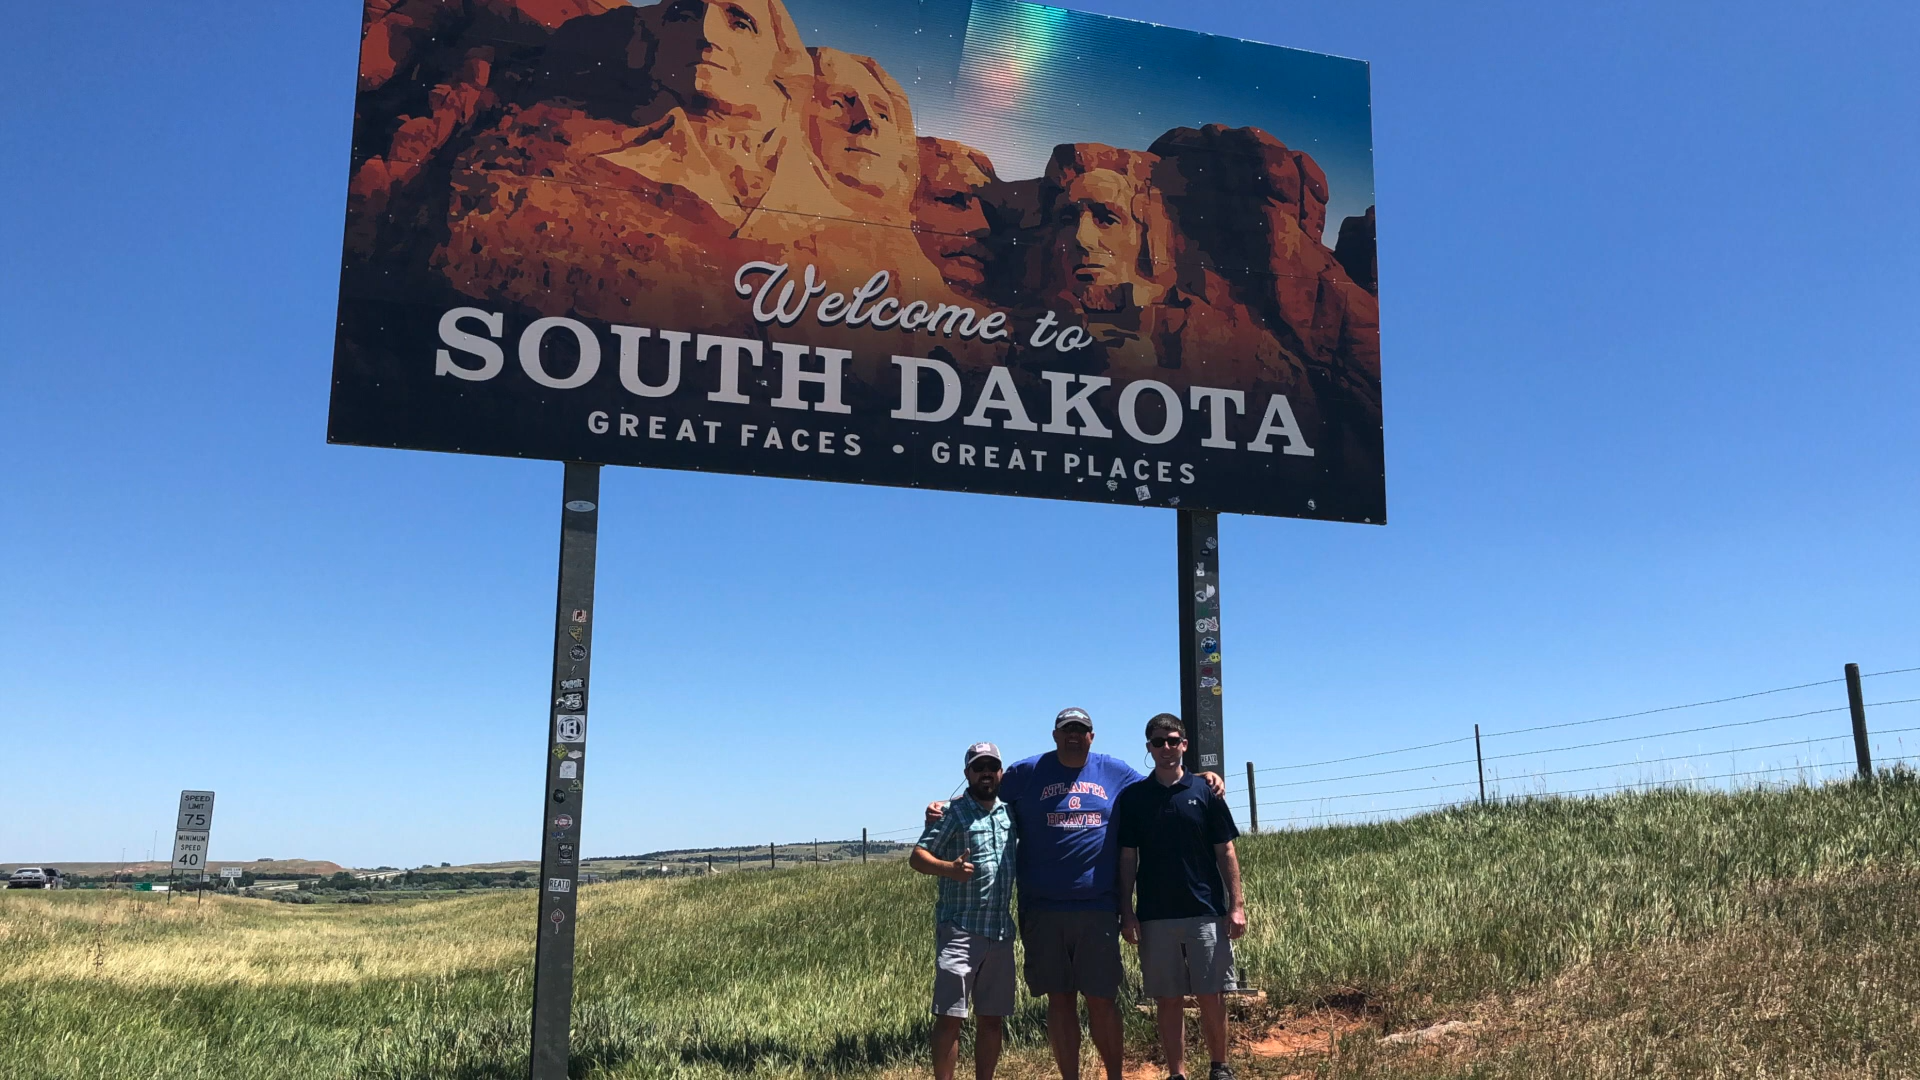 Welcome to
SOUTH DAKOTA
GREAT FACES • GREAT PLACES
SPEED
LIMIT
75
MINIMUM
SPEED
40
ATLANTA
a
BRAVES